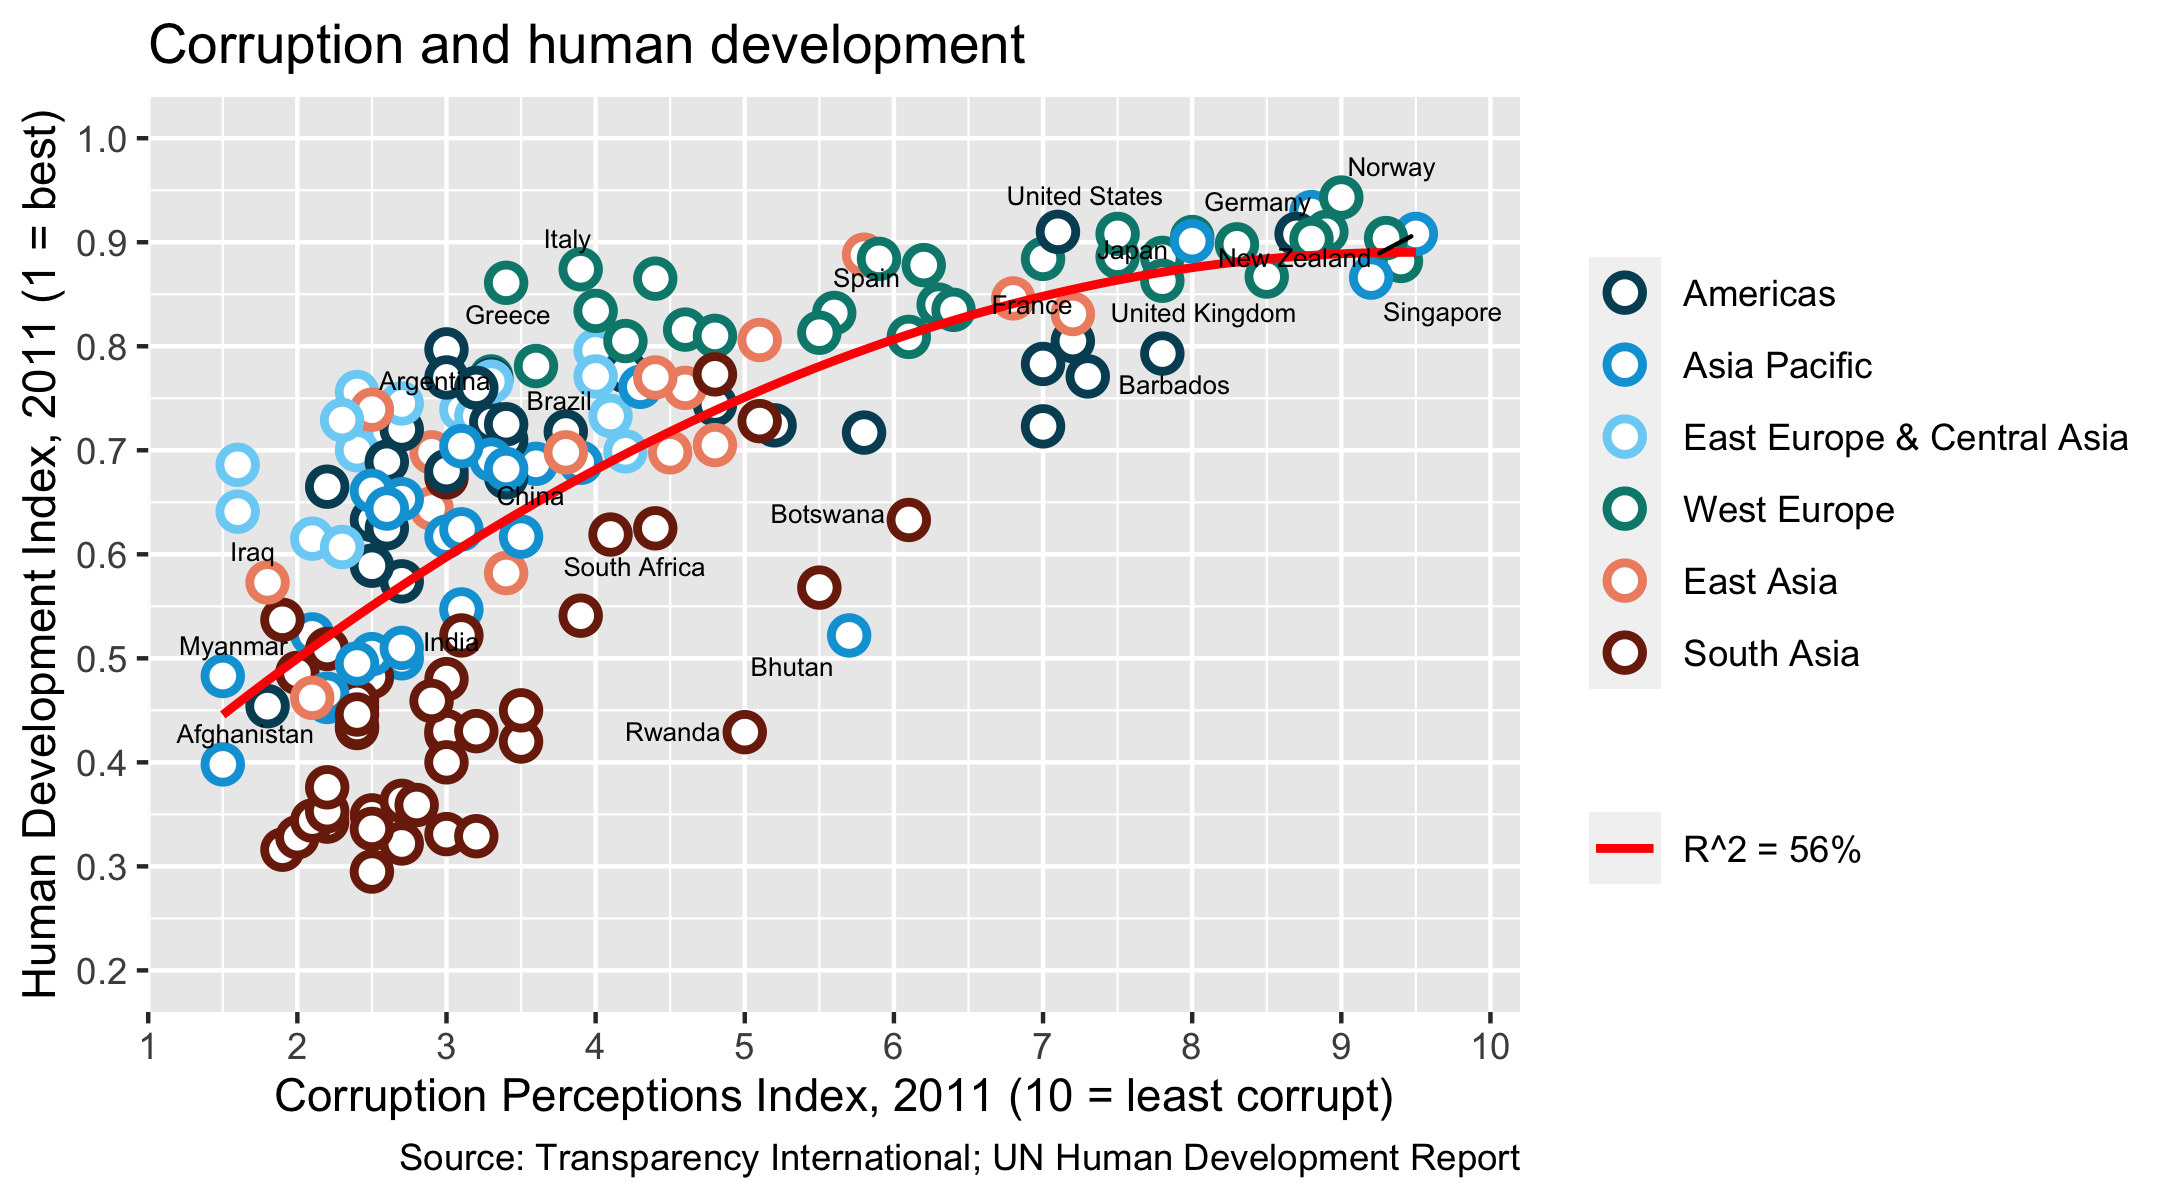 Corruption and human development
Human Development Index, 2011 (1 = best)
1.0
0.9
0.8
0.7
0.6
0.5
0.4
0.3
0.2
Norway
United States
Germany
Italy
Japan
New Zealand
Spain
France
United Kingdom
Singapore
Greece
Argentina
Barbados
Brazil
China
Botswana
Iraq
South Africa
Myanmar
India
Bhutan
Afghanistan
Rwanda
1 2 3 4 5 6 7 8 9 10
Corruption Perceptions Index, 2011 (10 = least corrupt)
Source: Transparency International; UN Human Development Report
Americas
Asia Pacific
East Europe & Central Asia
West Europe
East Asia
South Asia
R^2 = 56%